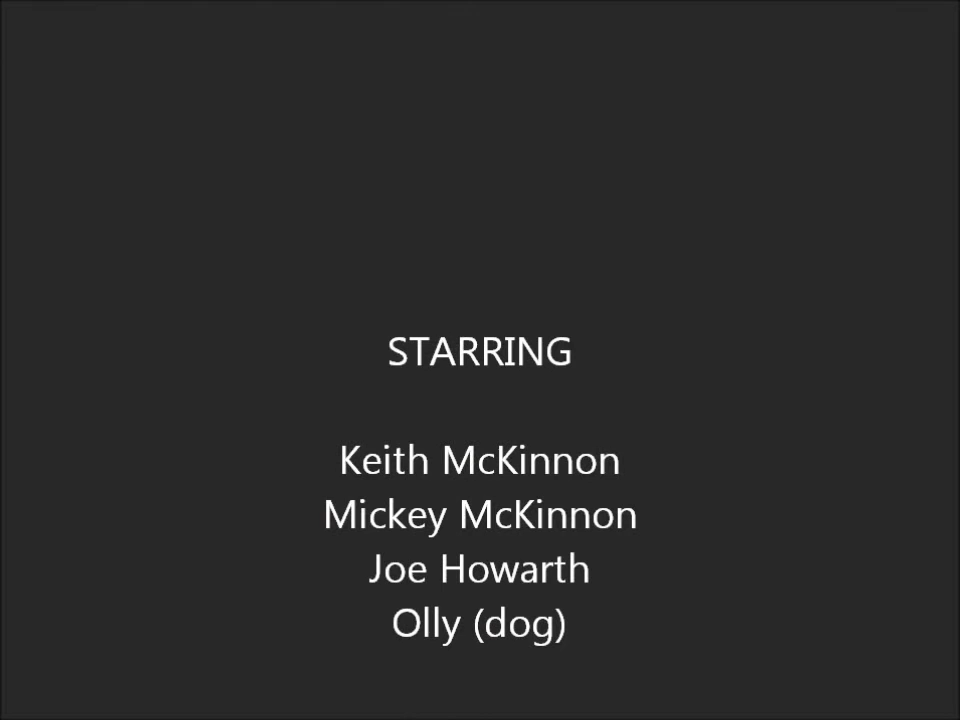 STARRING
Keith McKinnon
Mickey McKinnon
Joe Howarth
Olly (dog)